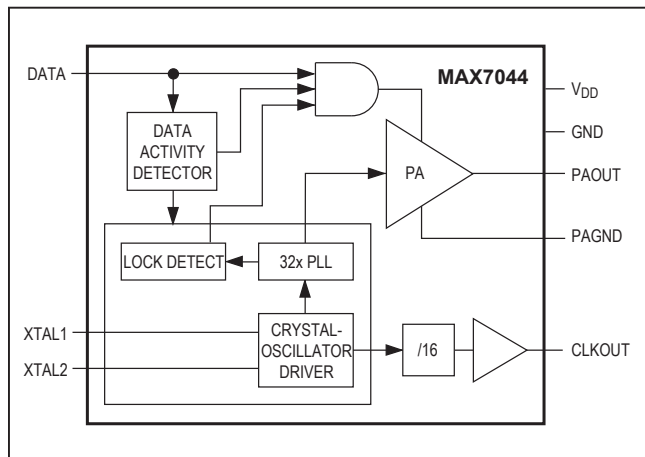 DATA
MAX7044
VDD
GND
DATA
ACTIVITY
DETECTOR
PA
PAOUT
PAGND
LOCK DETECT
32x PLL
XTAL1
XTAL2
CRYSTAL-
OSCILLATOR
DRIVER
/16
CLKOUT